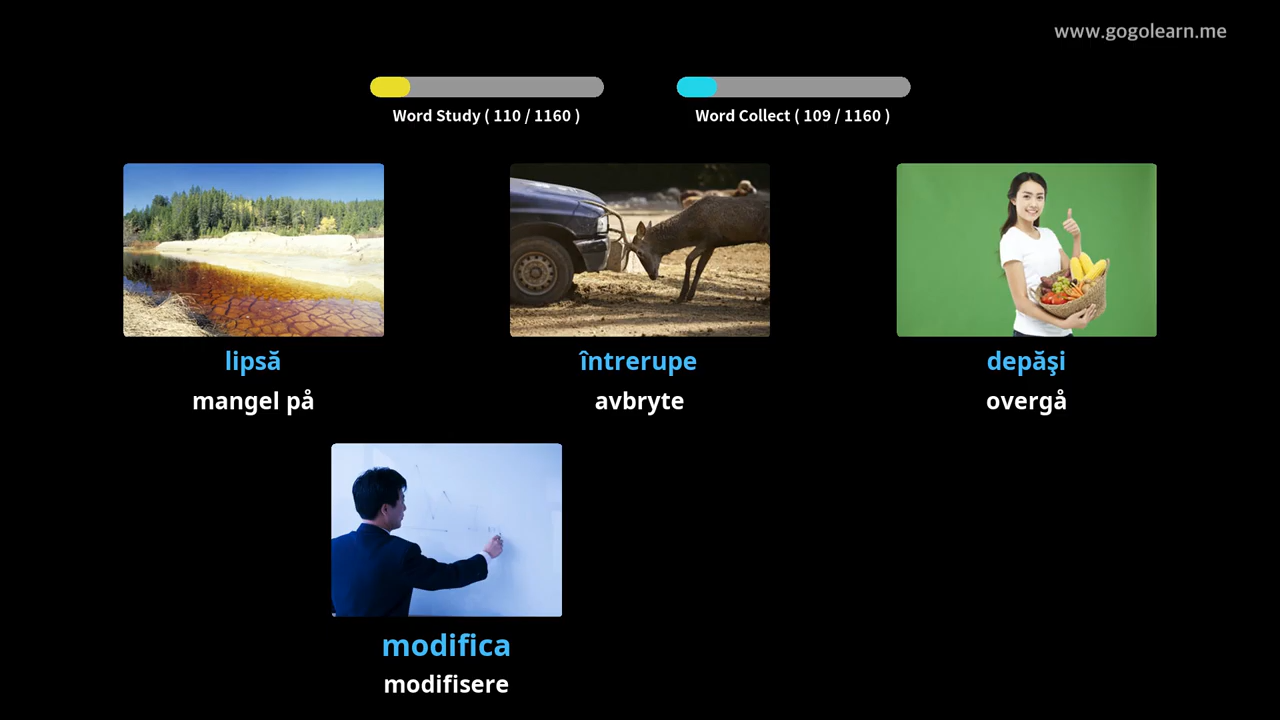 www.gogolearn.me
Word Study ( 110 / 1160 )
Word Collect ( 109 / 1160 )
lipsă
întrerupe
depăşi
mangel på
avbryte
overgå
modifica
modifisere